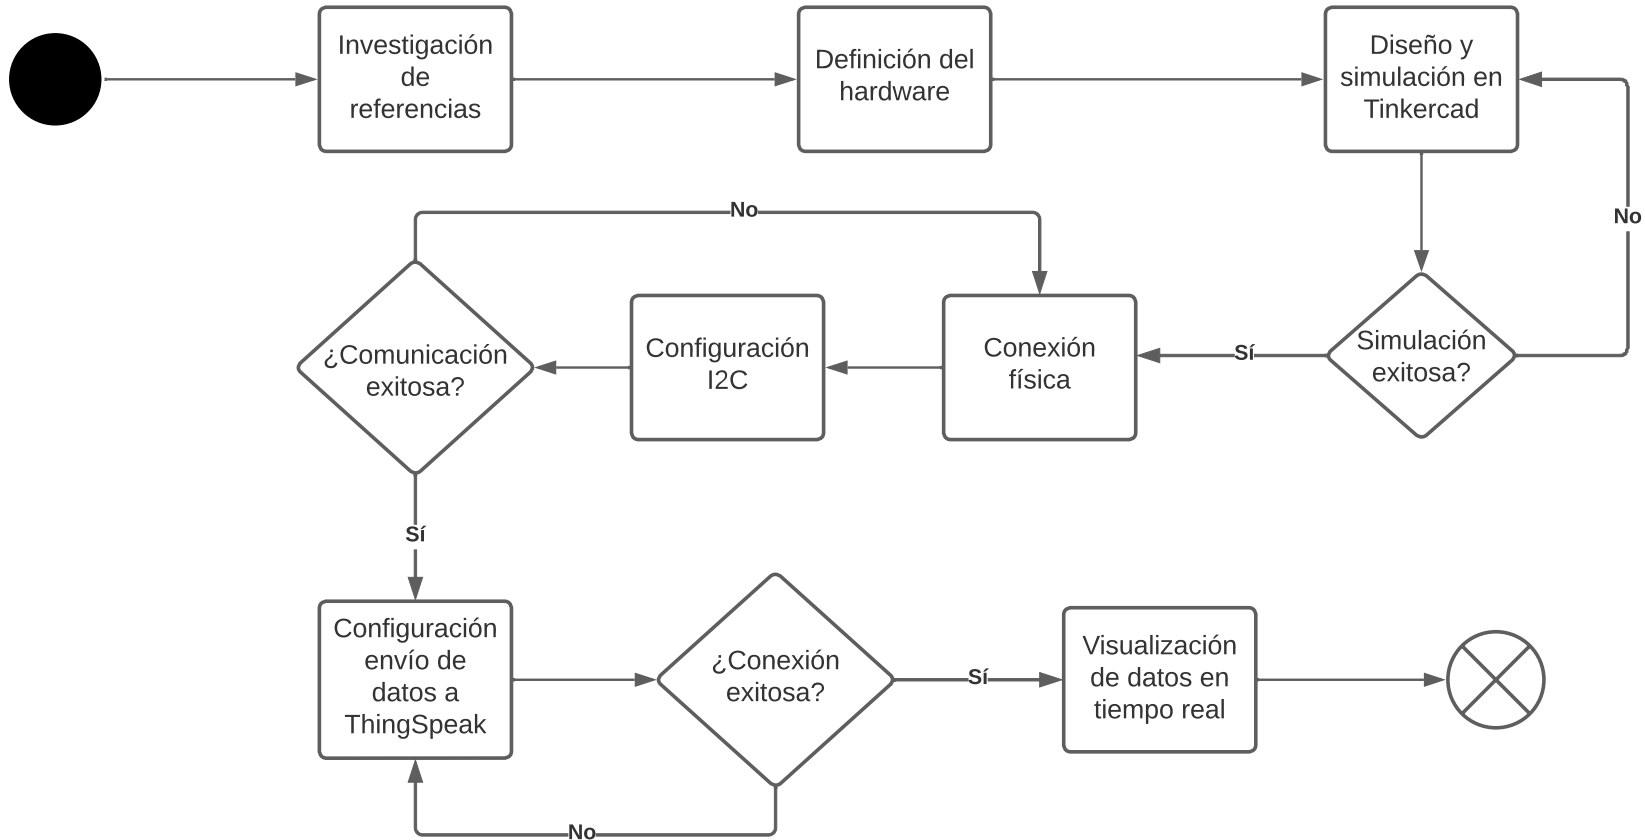 Investigación
de
referencias
Definición del
hardware
Diseño y
simulación en
Tinkercad
No
No
¿Comunicación
exitosa?
Configuración
I2C
Conexión
física
Sí
Simulación
exitosa?
Sí
Configuración
envío de
datos a
ThingSpeak
¿Conexión
exitosa?
Sí
Visualización
de datos en
tiempo real
No